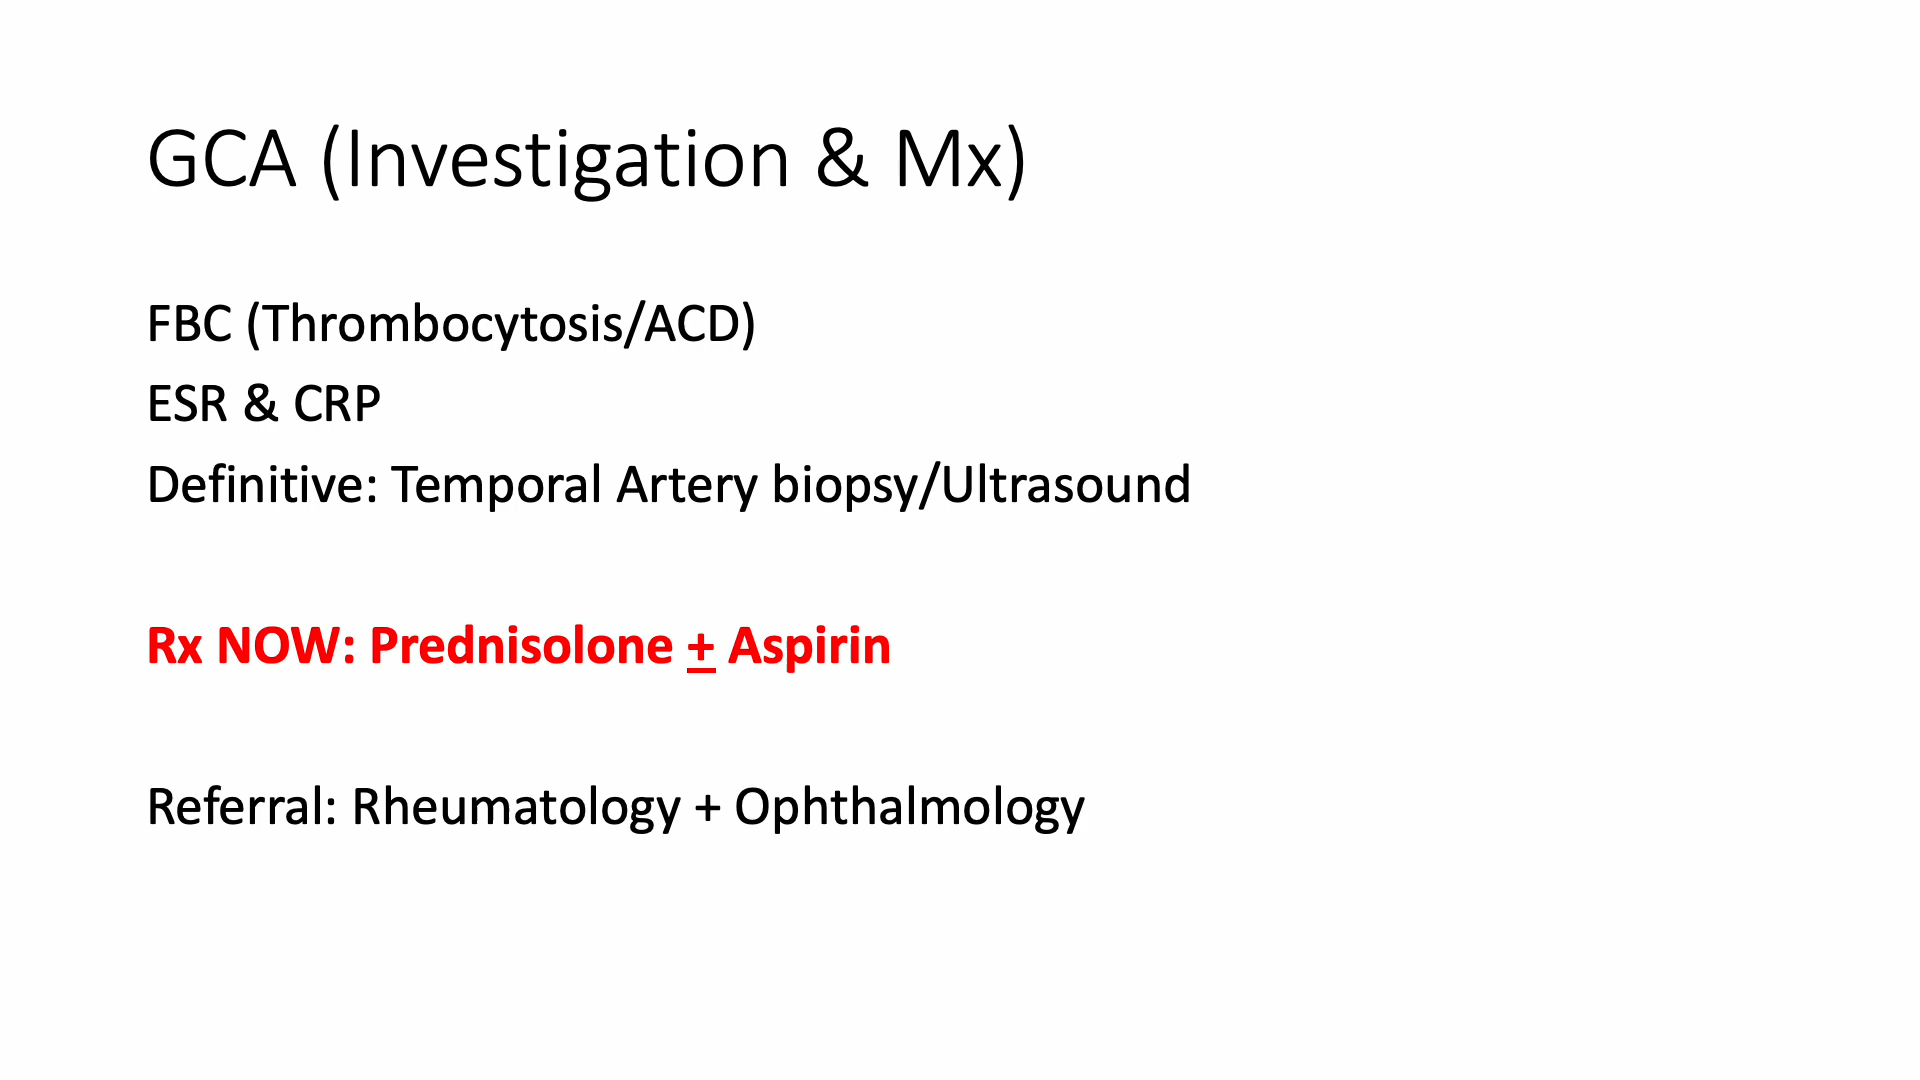 GCA (Investigation & Mx)
FBC (Thrombocytosis/ACD)
ESR & CRP
Definitive: Temporal Artery biopsy/Ultrasound
Rx NOW: Prednisolone + Aspirin
Referral: Rheumatology + Ophthalmology